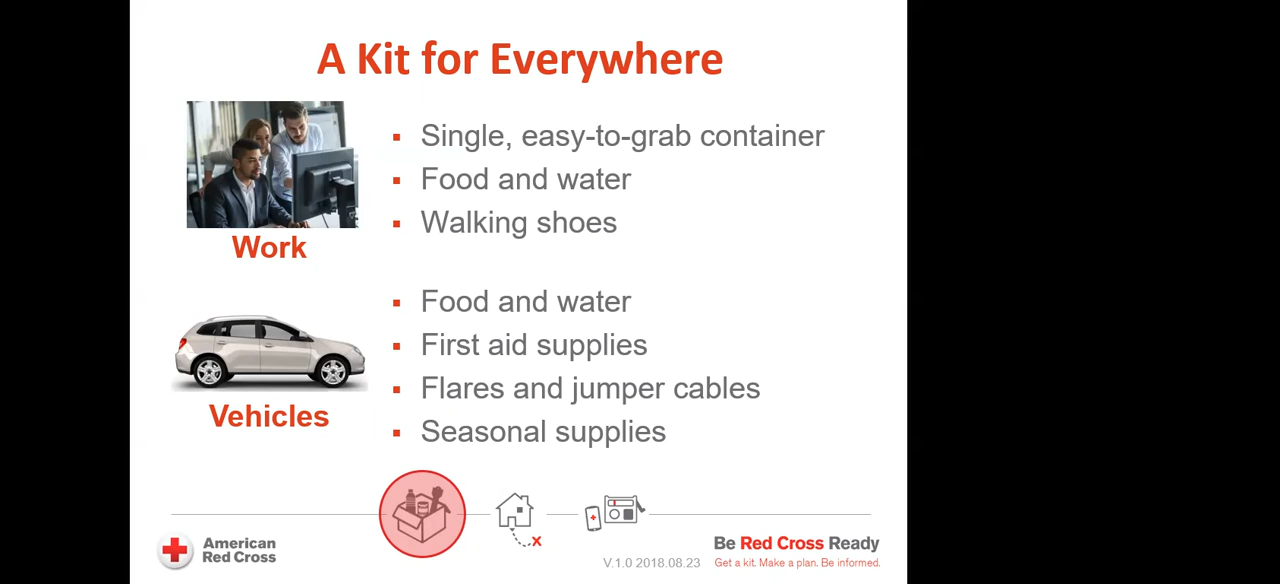 A Kit for Everywhere
Single, easy-to-grab container
Food and water
Walking shoes
Work
Food and water
First aid supplies
Flares and jumper cables
Seasonal supplies
Vehicles
American
Red Cross
V.1.0 2018.08.23
Be Red Cross Ready
Get a kit. Make a plan. Be informed.